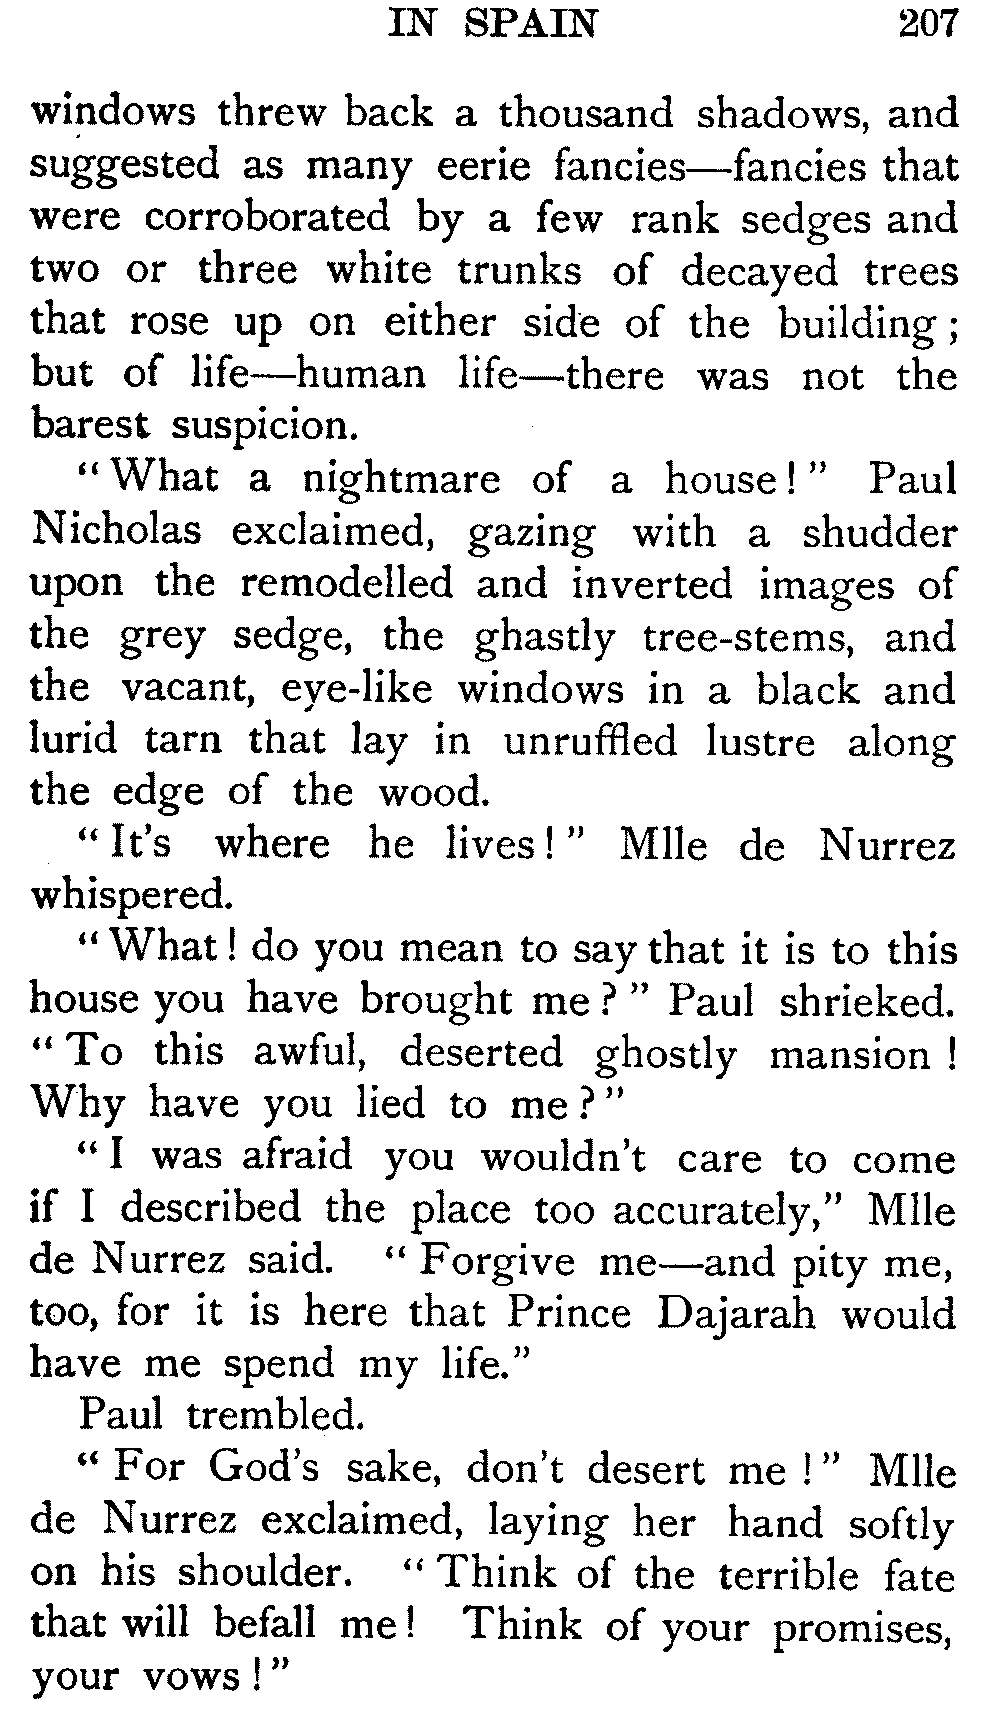 IN SPAIN 207
windows threw back a thousand shadows, and
suggested as many eerie fancies—fancies that
were corroborated by a few rank sedges and
two or three white trunks of decayed trees
that rose up on either side of the building ;
but of life—human life—there was not the
barest suspicion.
“ What a nightmare of a house ! ” Paul
Nicholas exclaimed, gazing with a shudder
upon the remodelled and inverted images of
the grey sedge, the ghastly tree-stems, and
the vacant, eye-like windows in a black and
lurid tarn that lay in unruffled lustre along
the edge of the wood.
“ It's where he lives ! ” Mlle de Nurrez
whispered.
“ What ! do you mean to say that it is to this
house you have brought me ? ” Paul shrieked.
“ To this awful, deserted ghostly mansion !
Why have you lied to me ? ”
“ I was afraid you wouldn't care to come
if I described the place too accurately,” Mlle
de Nurrez said. “ Forgive me—and pity me,
too, for it is here that Prince Dajarah would
have me spend my life.”
Paul trembled.
“ For God's sake, don't desert me ! ” Mlle
de Nurrez exclaimed, laying her hand softly
on his shoulder. “ Think of the terrible fate
that will befall me ! Think of your promises,
your vows ! ”